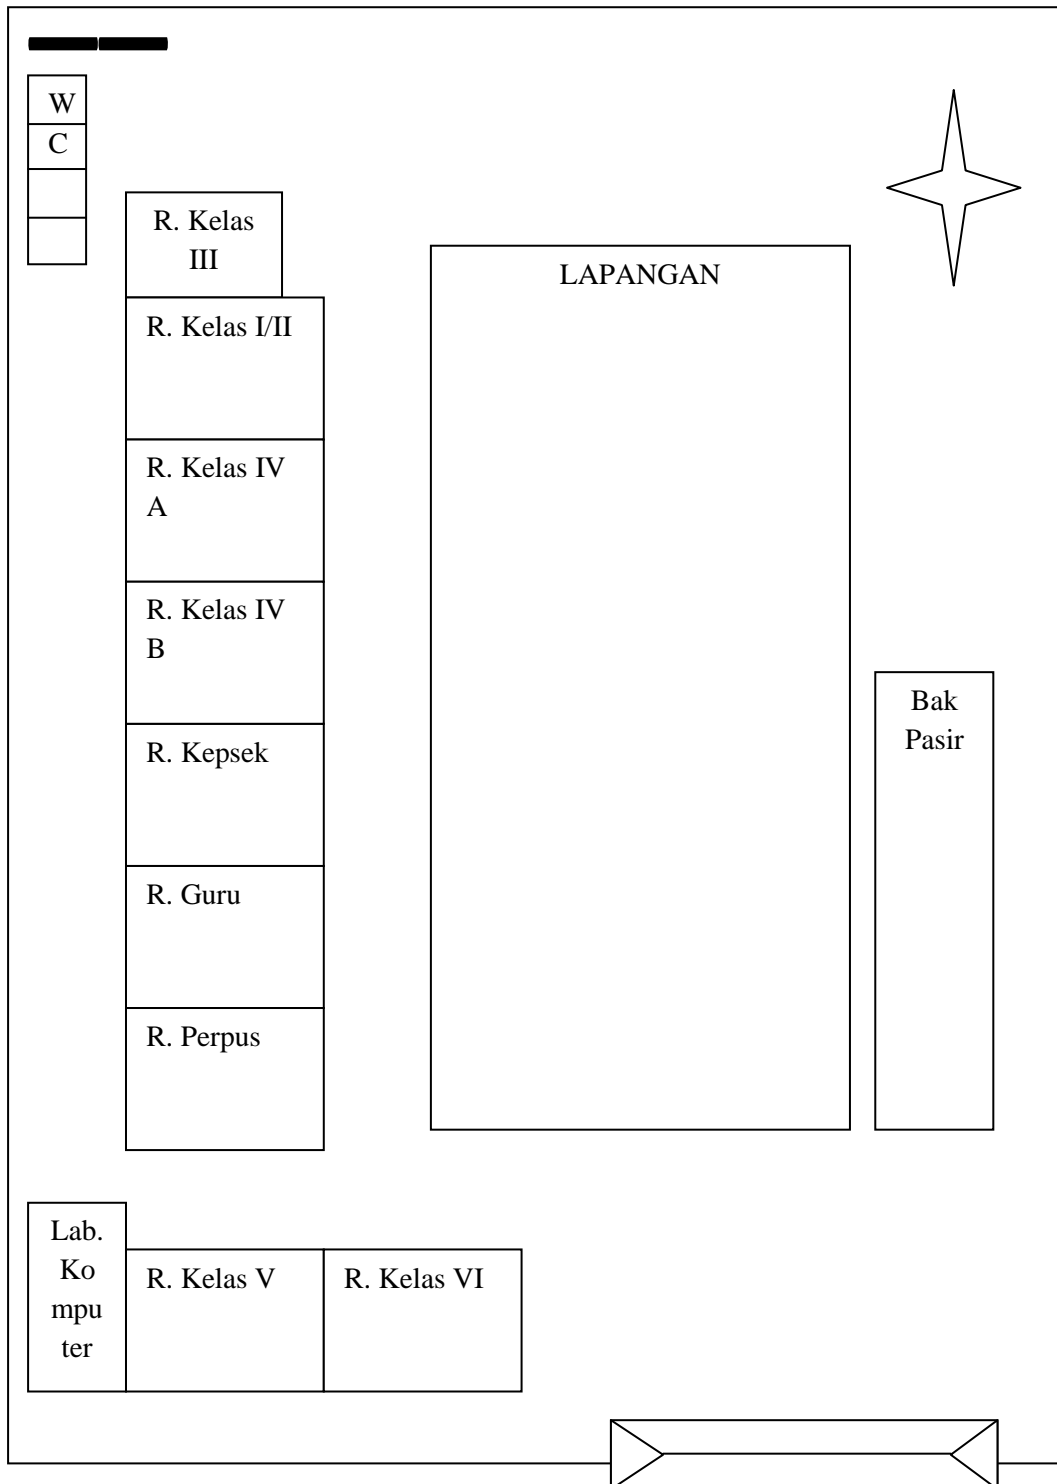 W
C
R. Kelas
III
LAPANGAN
R. Kelas I/II
R. Kelas IV
A
R. Kelas IV
B
Bak
Pasir
R. Kepsek
R. Guru
R. Perpus
Lab.
Ko
mpu
ter
R. Kelas V
R. Kelas VI